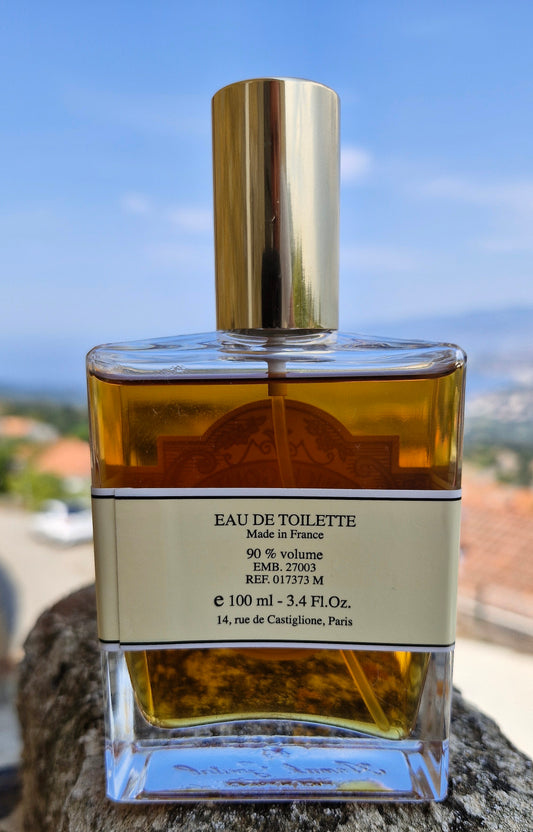 EAU DE TOILETTE
Made in France
90 % volume
EMB. 27003
REF. 017373 M
e 100 ml - 3.4 Fl.Oz.
14, rue de Castiglione, Paris